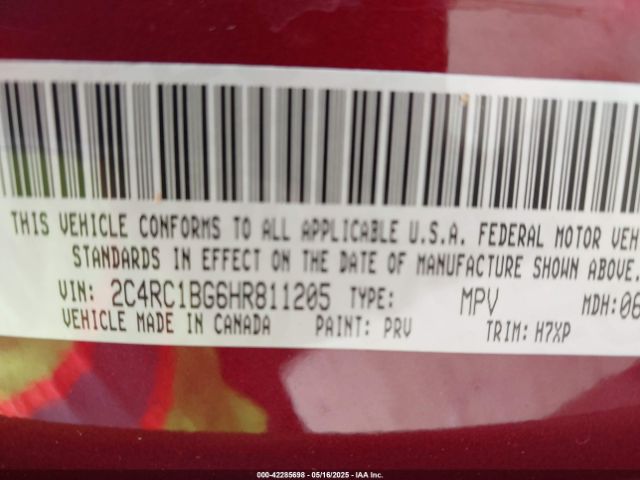 THIS VEHICLE CONFORMS TO ALL APPLICABLE U.S.A. FEDERAL MOTOR VEH
STANDARDS IN EFFECT ON THE DATE OF MANUFACTURE SHOWN ABOVE.
VIN: 2C4RC1BG6HR811205 TYPE: MPV MDH:06
VEHICLE MADE IN CANADA PAINT: PRV TRIM: H7XP
000-42285698 - 05/16/2025 - Copyright © 2025 IAA, Inc.